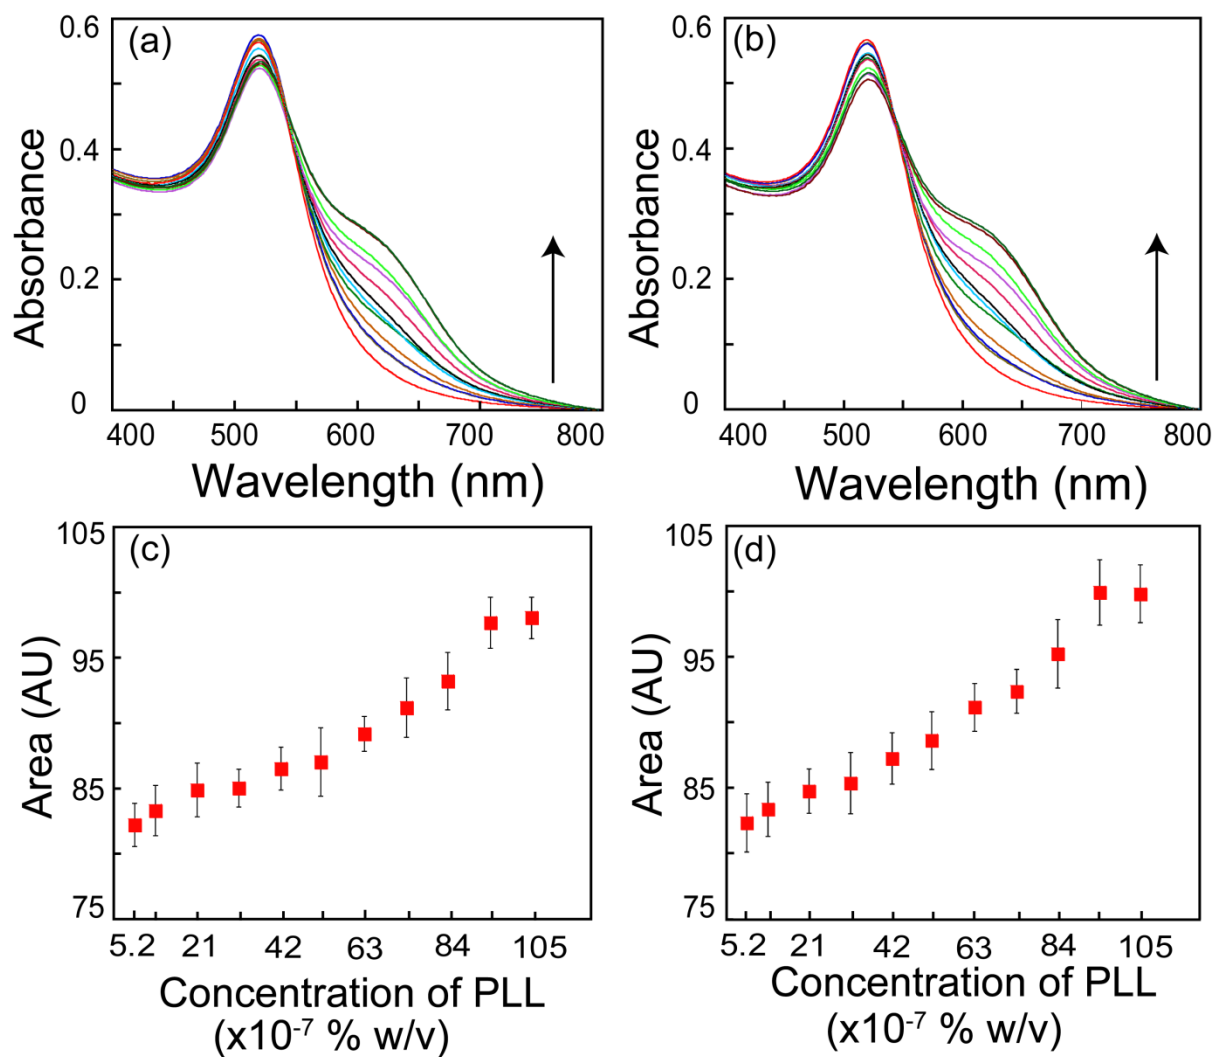 (a)
0.6
0.4
0.2
0
Absorbance
400 500 600 700 800
Wavelength (nm)
(b)
0.6
0.4
0.2
0
Absorbance
400 500 600 700 800
Wavelength (nm)
(c)
105
95
85
75
Area (AU)
5.2 21 42 63 84 105
Concentration of PLL
(x10⁻⁷ % w/v)
(d)
105
95
85
75
Area (AU)
5.2 21 42 63 84 105
Concentration of PLL
(x10⁻⁷ % w/v)